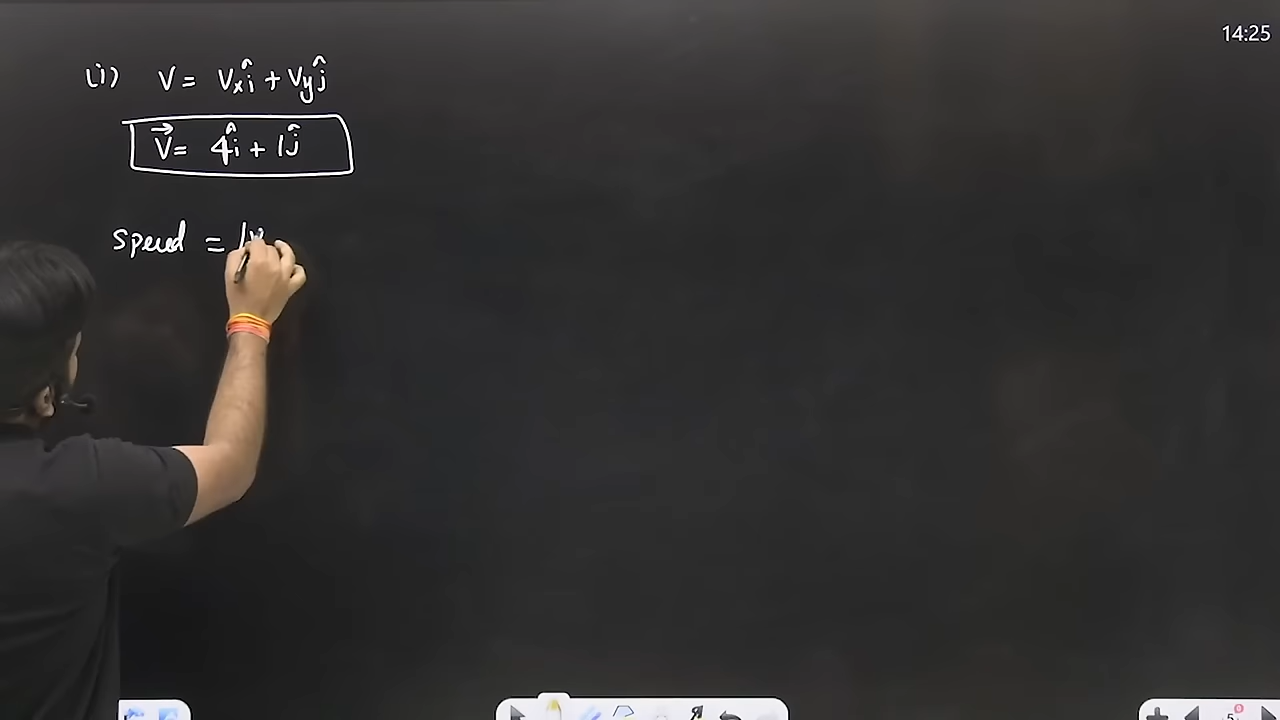 14:25
(i) V = Vxî + Vyĵ
V⃗ = 4î + 1ĵ
Speed = |v